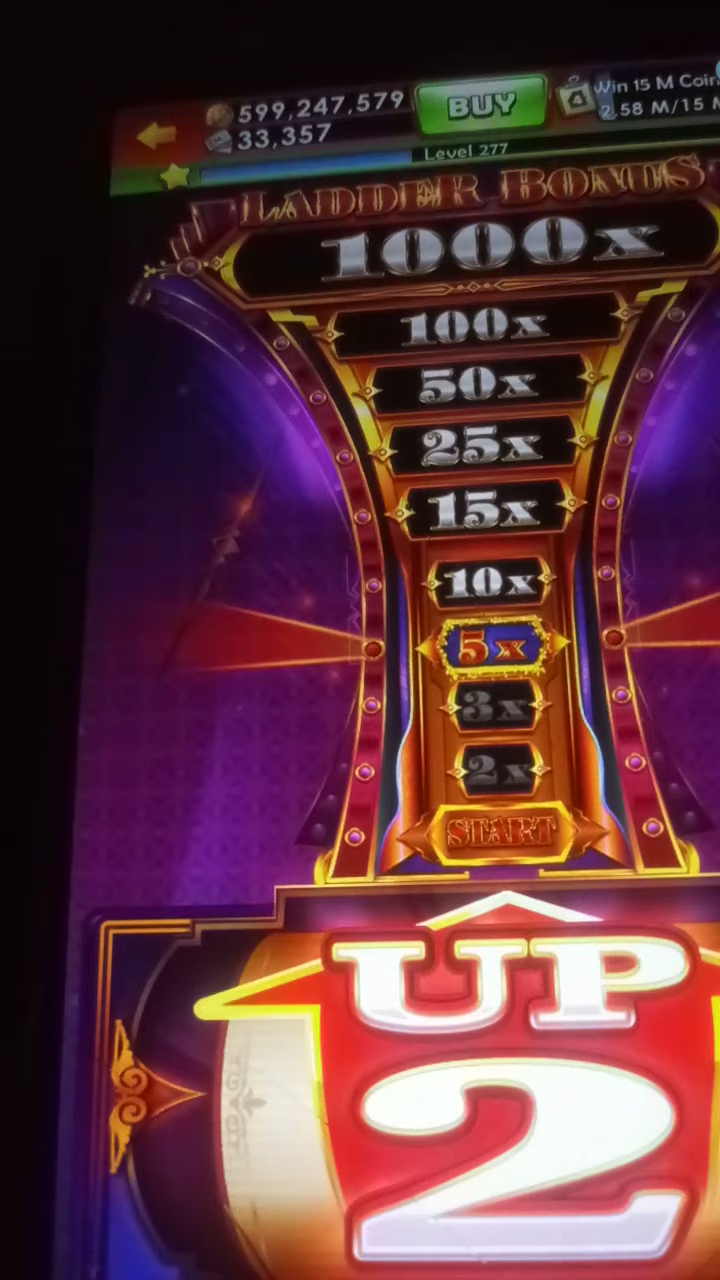 599,247,579
BUY
4
Win 15 M Coin
33,357
2.58 M/15 M
Level 277
LADDER BONUS
1000x
100x
50x
25x
15x
10x
5x
3x
2x
START
UP
2